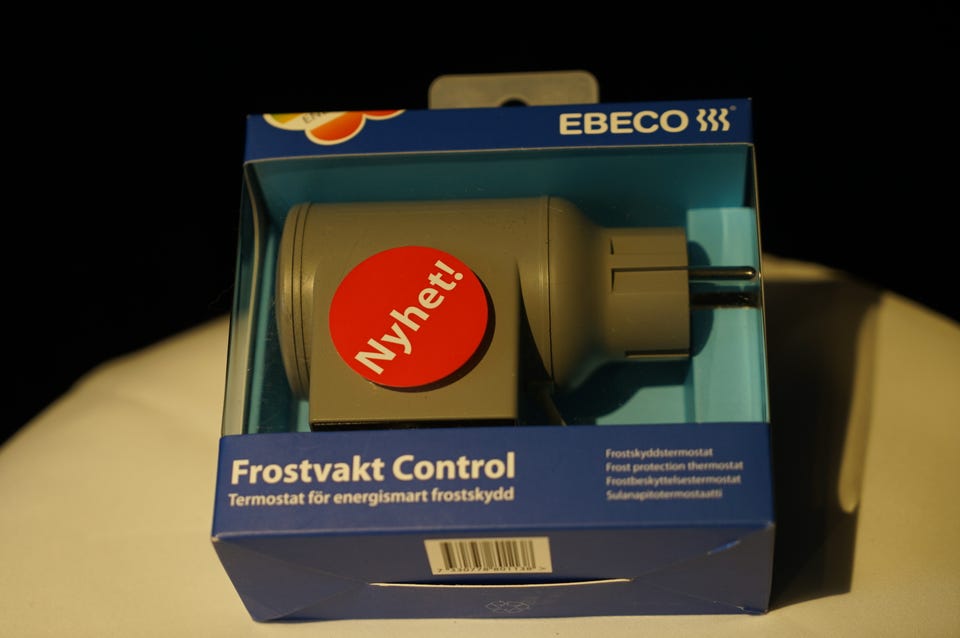 EBECO
Nyhet!
Frostvakt Control
Termostat för energismart frostskydd
Frostskyddstermostat
Frost protection thermostat
Frostbeskyttelsestermostat
Sulanapitotermostaatti